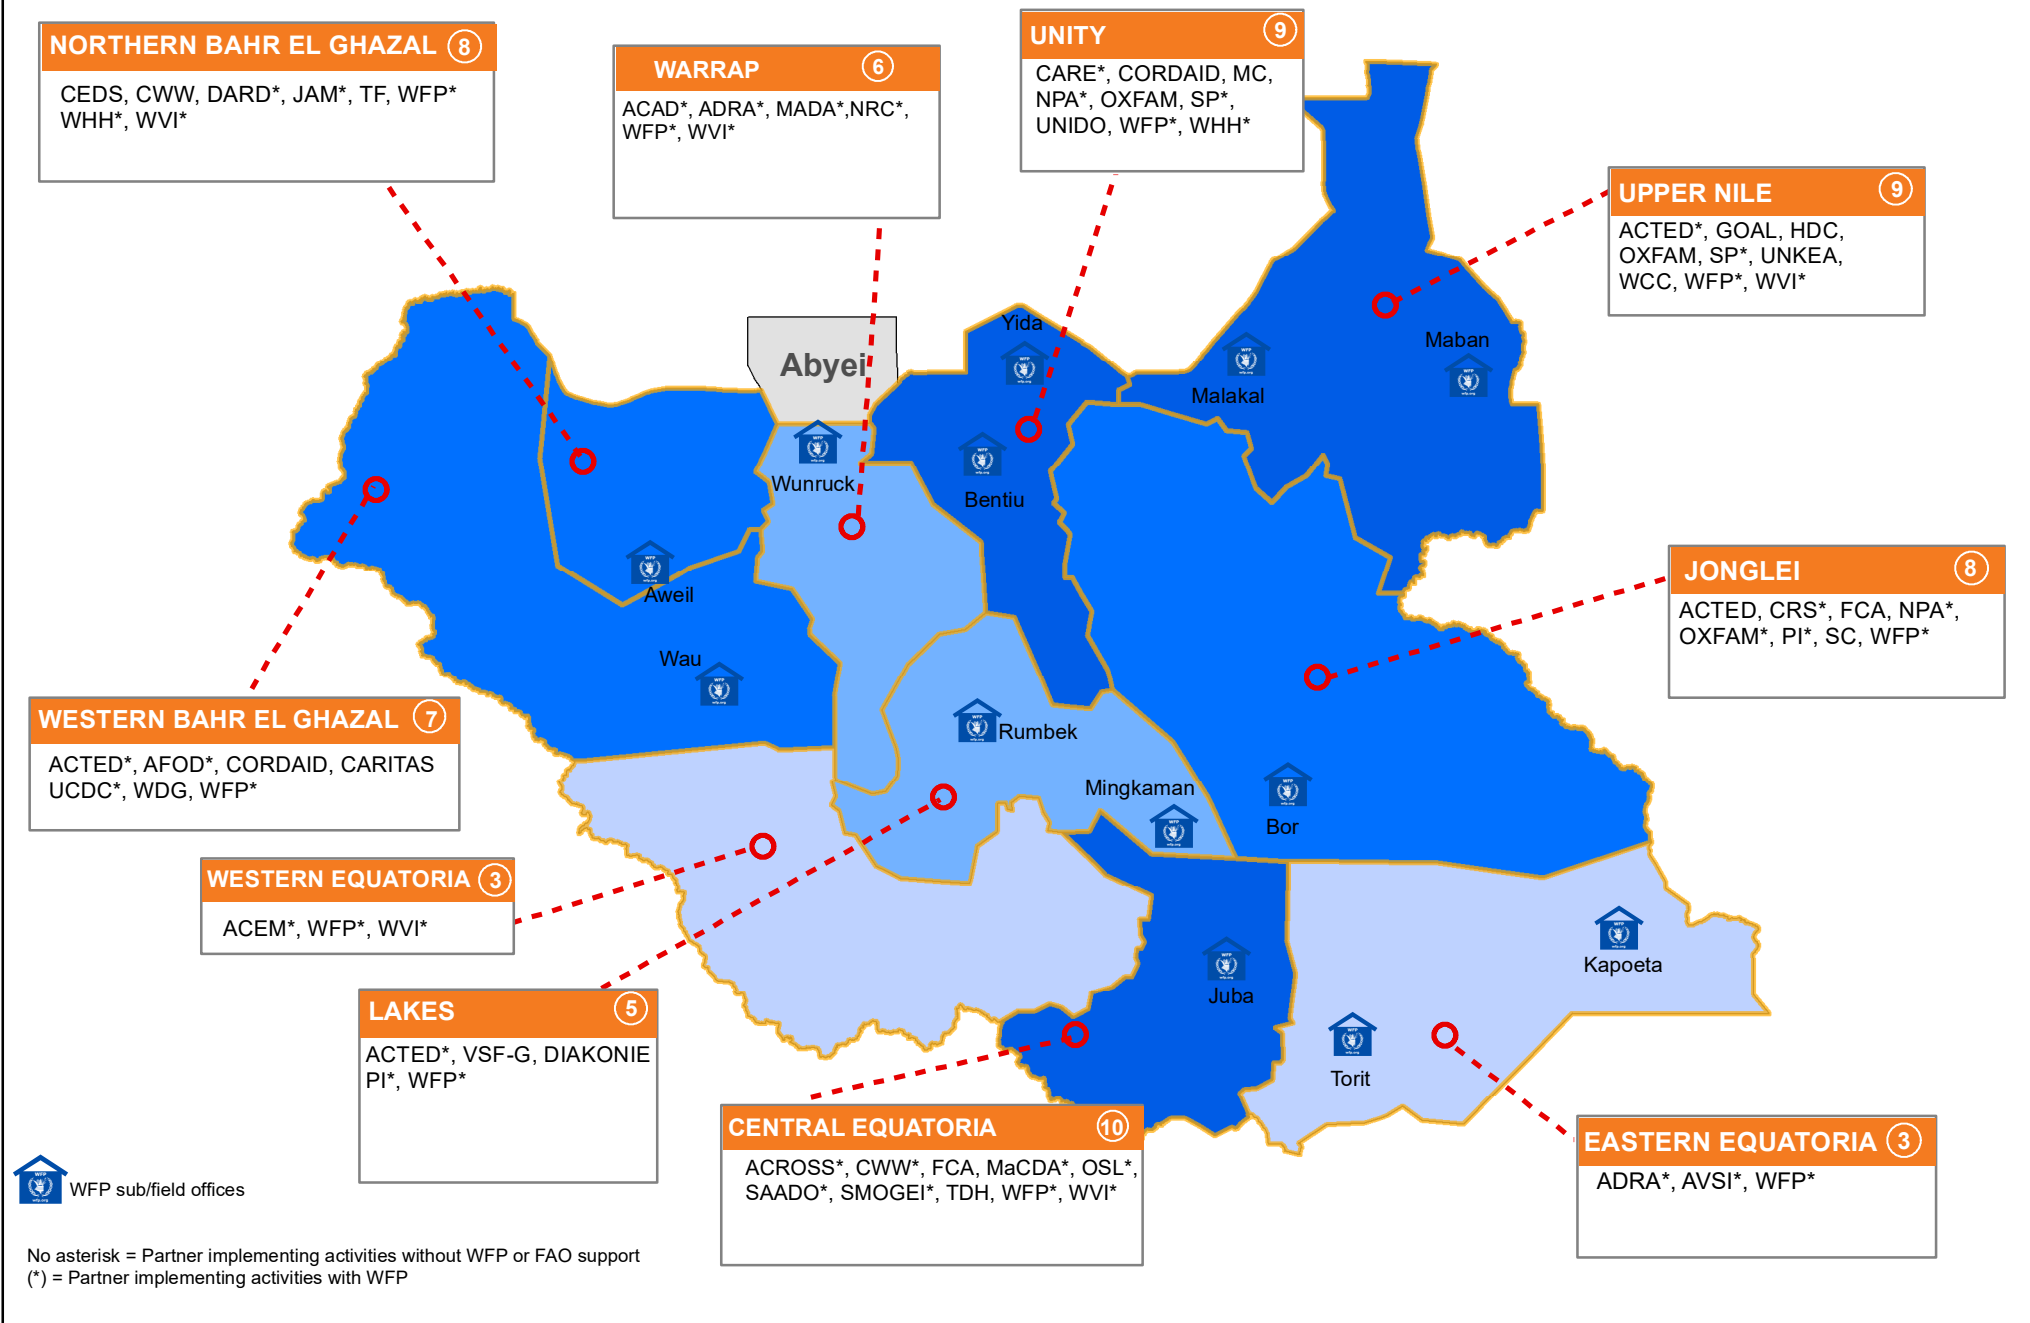 NORTHERN BAHR EL GHAZAL 8
CEDS, CWW, DARD*, JAM*, TF, WFP*
WHH*, WVI*
WARRAP 6
ACAD*, ADRA*, MADA*,NRC*,
WFP*, WVI*
UNITY 9
CARE*, CORDAID, MC,
NPA*, OXFAM, SP*,
UNIDO, WFP*, WHH*
UPPER NILE 9
ACTED*, GOAL, HDC,
OXFAM, SP*, UNKEA,
WCC, WFP*, WVI*
Abyei
Yida
Maban
Malakal
Wunruck
Bentiu
Aweil
Wau
Rumbek
Mingkaman
Bor
Kapoeta
Juba
Torit
JONGLEI 8
ACTED, CRS*, FCA, NPA*,
OXFAM*, PI*, SC, WFP*
WESTERN BAHR EL GHAZAL 7
ACTED*, AFOD*, CORDAID, CARITAS
UCDC*, WDG, WFP*
WESTERN EQUATORIA 3
ACEM*, WFP*, WVI*
LAKES 5
ACTED*, VSF-G, DIAKONIE
PI*, WFP*
CENTRAL EQUATORIA 10
ACROSS*, CWW*, FCA, MaCDA*, OSL*,
SAADO*, SMOGEI*, TDH, WFP*, WVI*
EASTERN EQUATORIA 3
ADRA*, AVSI*, WFP*
WFP
wfp.org
WFP sub/field offices
No asterisk = Partner implementing activities without WFP or FAO support
(*) = Partner implementing activities with WFP